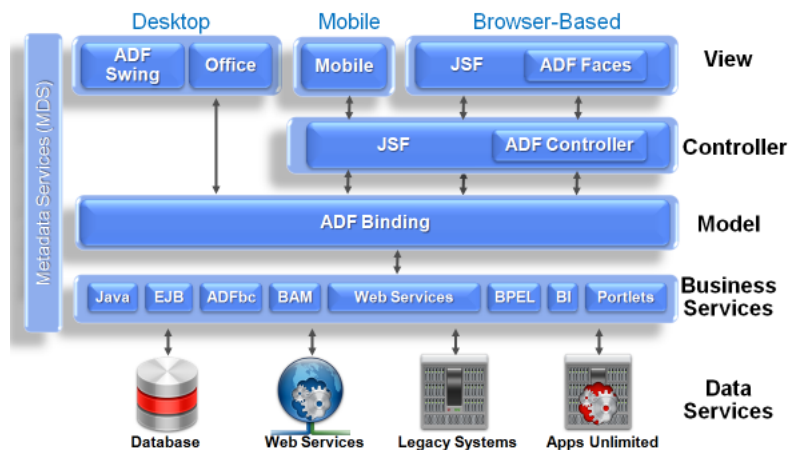 Desktop
Mobile
Browser-Based
Metadata Services (MDS)
ADF
Swing
Office
Mobile
JSF
ADF Faces
View
JSF
ADF Controller
Controller
ADF Binding
Model
Java
EJB
ADFbc
BAM
Web Services
BPEL
BI
Portlets
Business
Services
Database
Web Services
Legacy Systems
Apps Unlimited
Data
Services